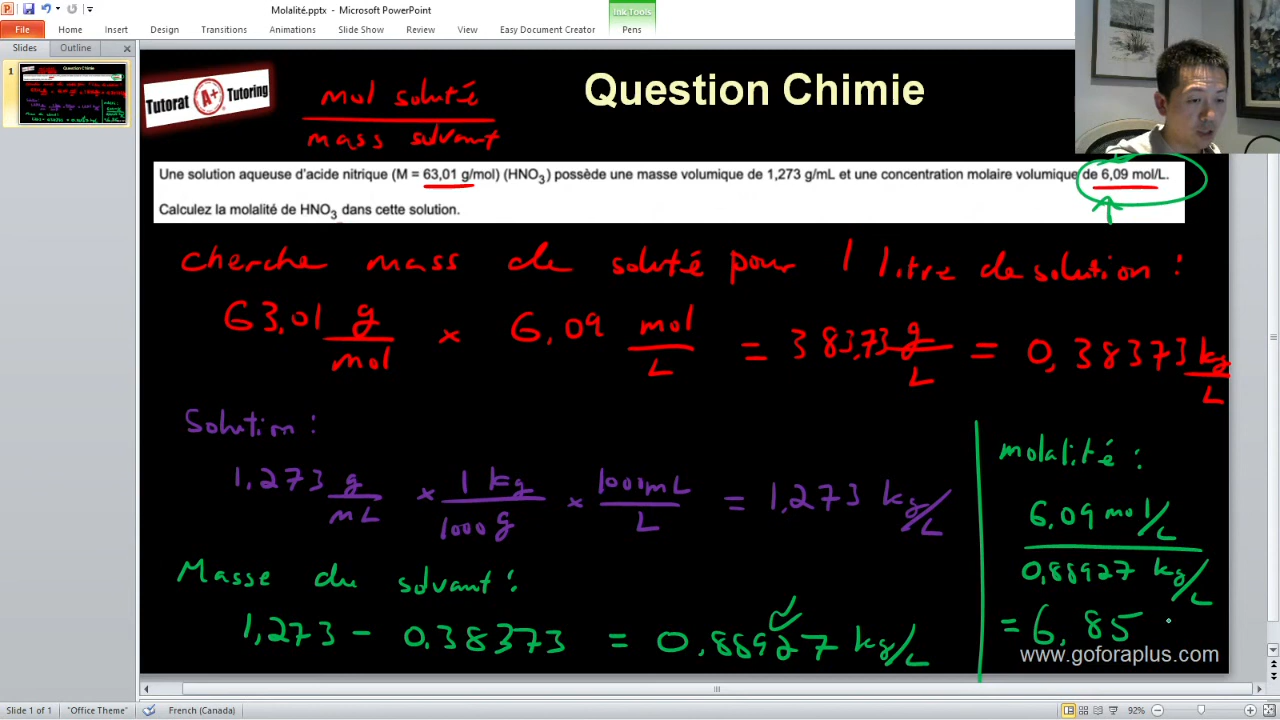 Molalité.pptx - Microsoft PowerPoint
Ink Tools
File Home Insert Design Transitions Animations Slide Show Review View Easy Document Creator Pens
Slides Outline
1
Question Chimie
Tutorat A+ Tutoring
mol soluté
mass solvant
Question Chimie
Une solution aqueuse d'acide nitrique (M = 63,01 g/mol) (HNO3) possède une masse volumique de 1,273 g/mL et une concentration molaire volumique de 6,09 mol/L.
Calculez la molalité de HNO3 dans cette solution.
cherche mass de soluté pour 1 litre de solution :
63,01 g/mol × 6,09 mol/L = 383,73 g/L = 0,38373 kg/L
Solution :
1,273 g/mL × 1 kg/1000 g × 1000 mL/L = 1,273 kg/L
Masse du solvant :
1,273 - 0,38373 = 0,88927 kg/L
molalité :
6,09 mol/L
0,88927 kg/L
= 6,85
www.goforaplus.com
Slide 1 of 1 "Office Theme" French (Canada) 92%